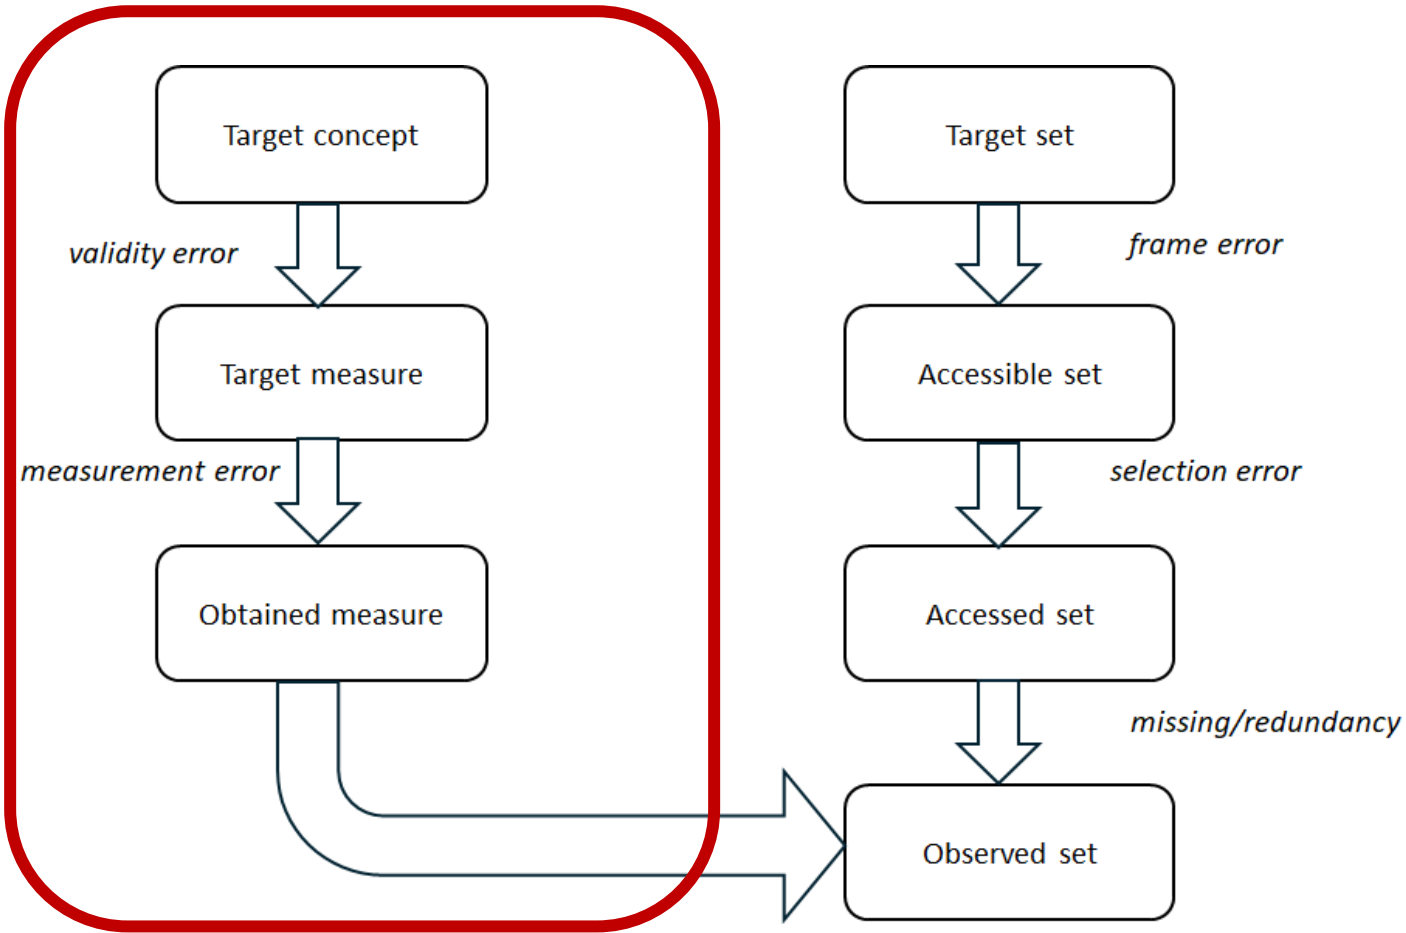 Target concept
Target set
validity error
frame error
Target measure
Accessible set
measurement error
selection error
Obtained measure
Accessed set
missing/redundancy
Observed set